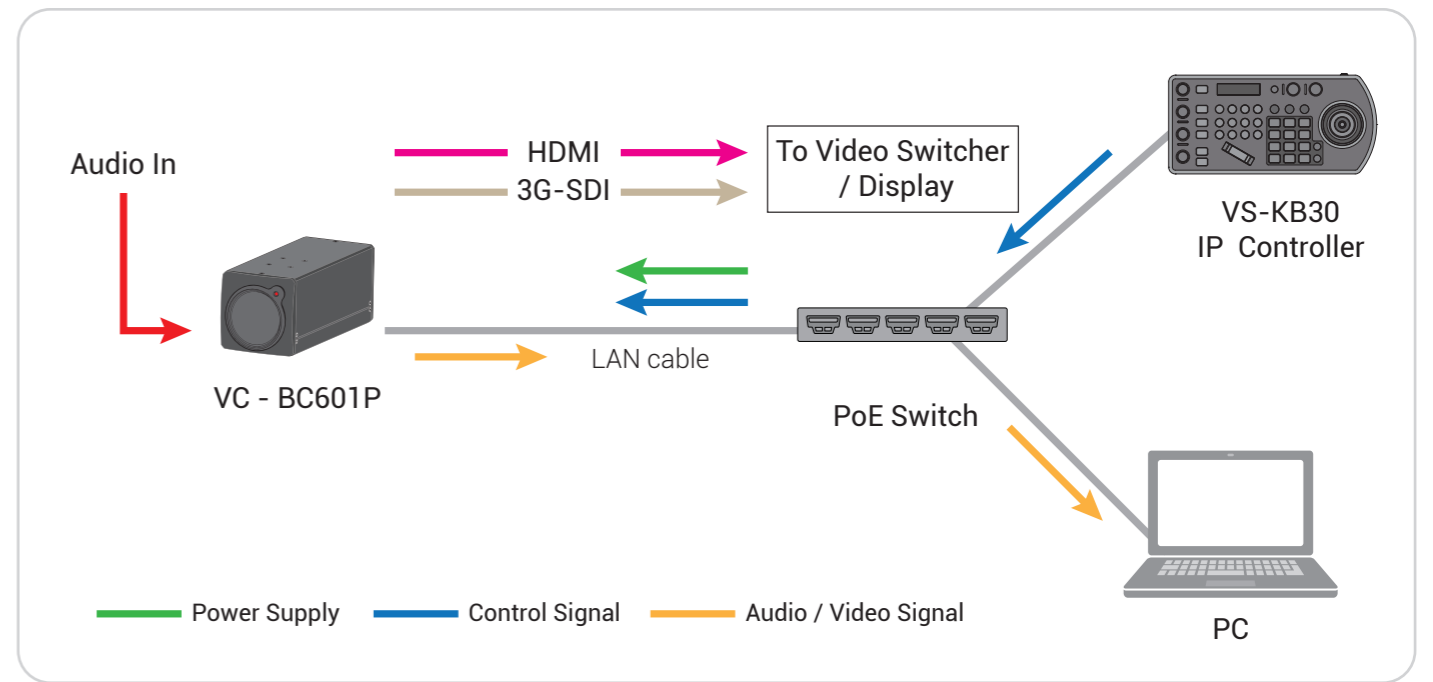 Audio In
HDMI
3G-SDI
To Video Switcher
/ Display
VS-KB30
IP Controller
VC - BC601P
LAN cable
PoE Switch
Power Supply
Control Signal
Audio / Video Signal
PC